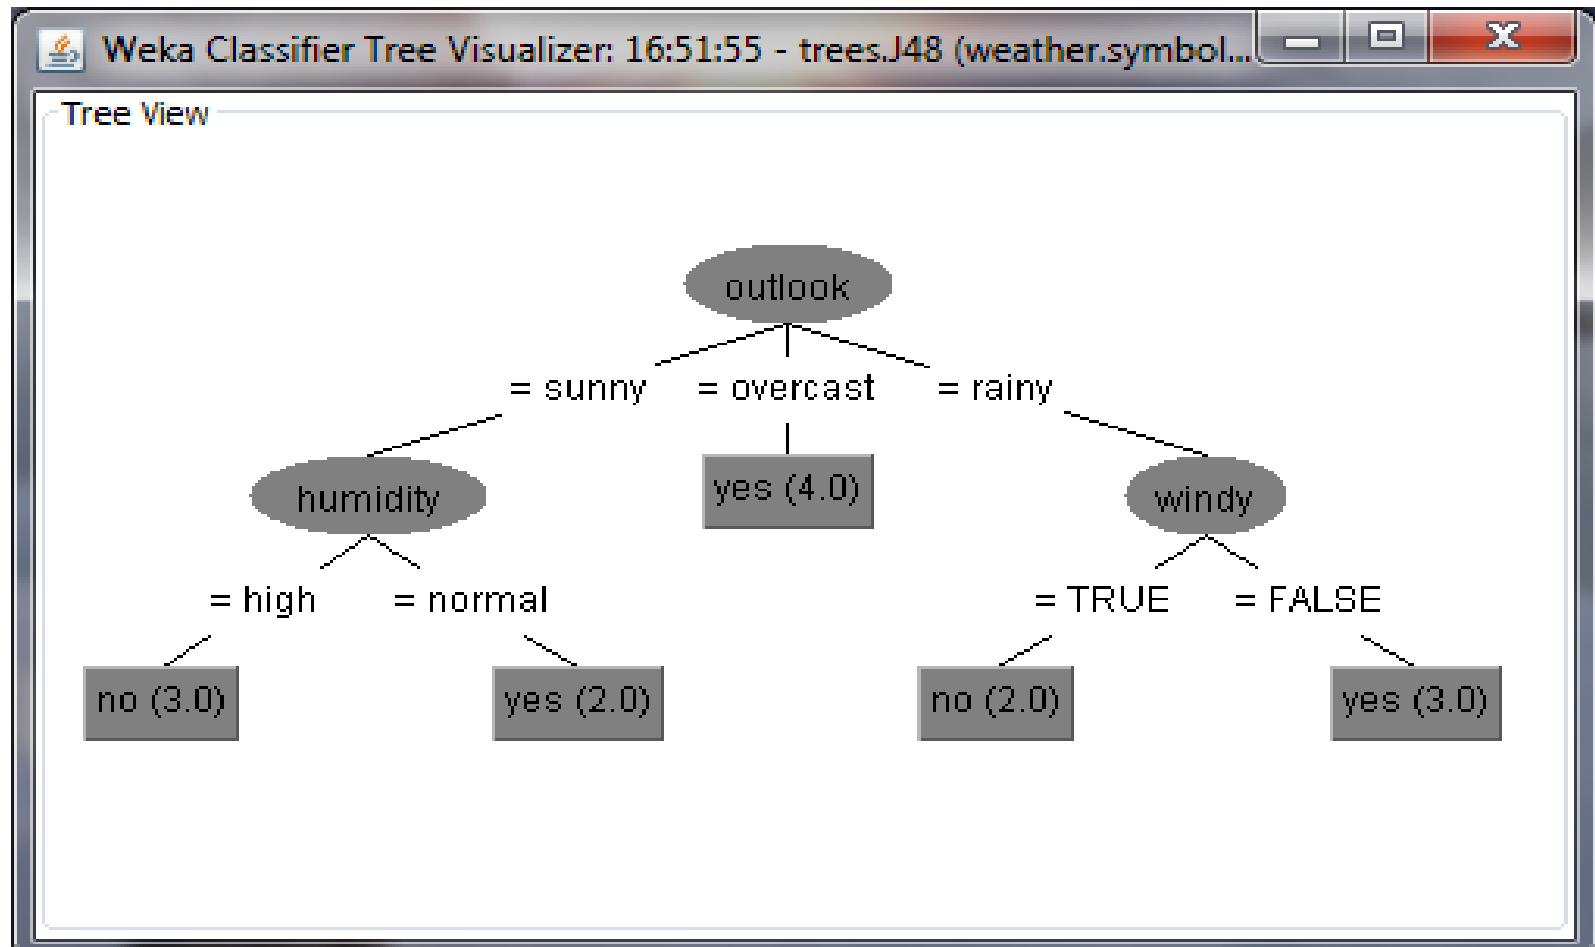 Weka Classifier Tree Visualizer: 16:51:55 - trees.J48 (weather.symbol...
Tree View
outlook
= sunny = overcast = rainy
humidity yes (4.0) windy
= high = normal = TRUE = FALSE
no (3.0) yes (2.0) no (2.0) yes (3.0)